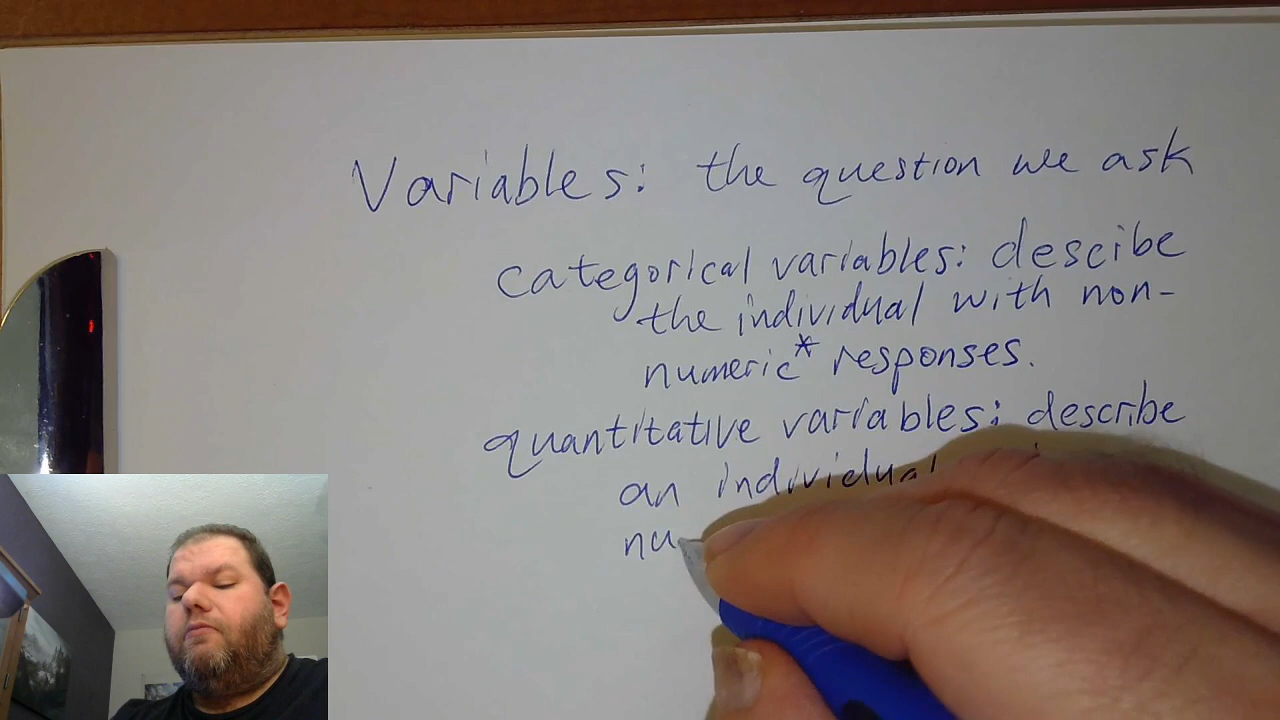 Variables: the question we ask
categorical variables: descibe
the individual with non-
numeric* responses.
quantitative variables: describe
an individual
nu